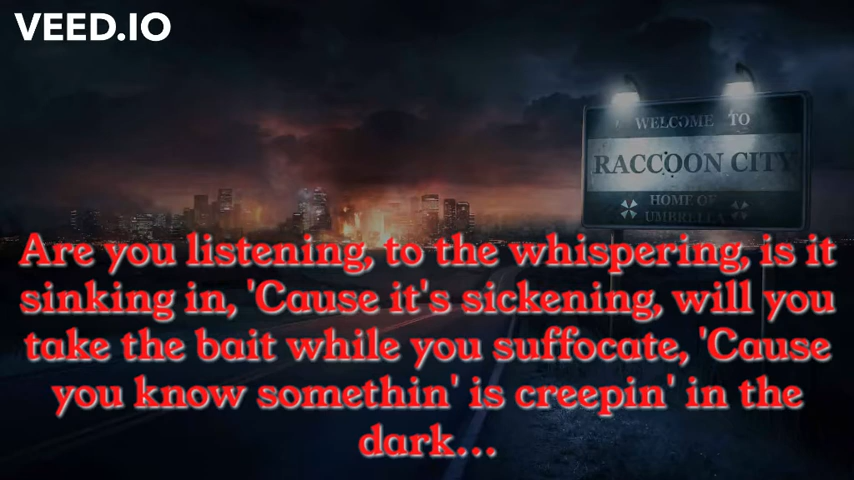 VEED.IO
WELCOME TO
RACCOON CITY
HOME OF
UMBRELLA
Are you listening, to the whispering, is it
sinking in, 'Cause it's sickening, will you
take the bait while you suffocate, 'Cause
you know somethin' is creepin' in the
dark...